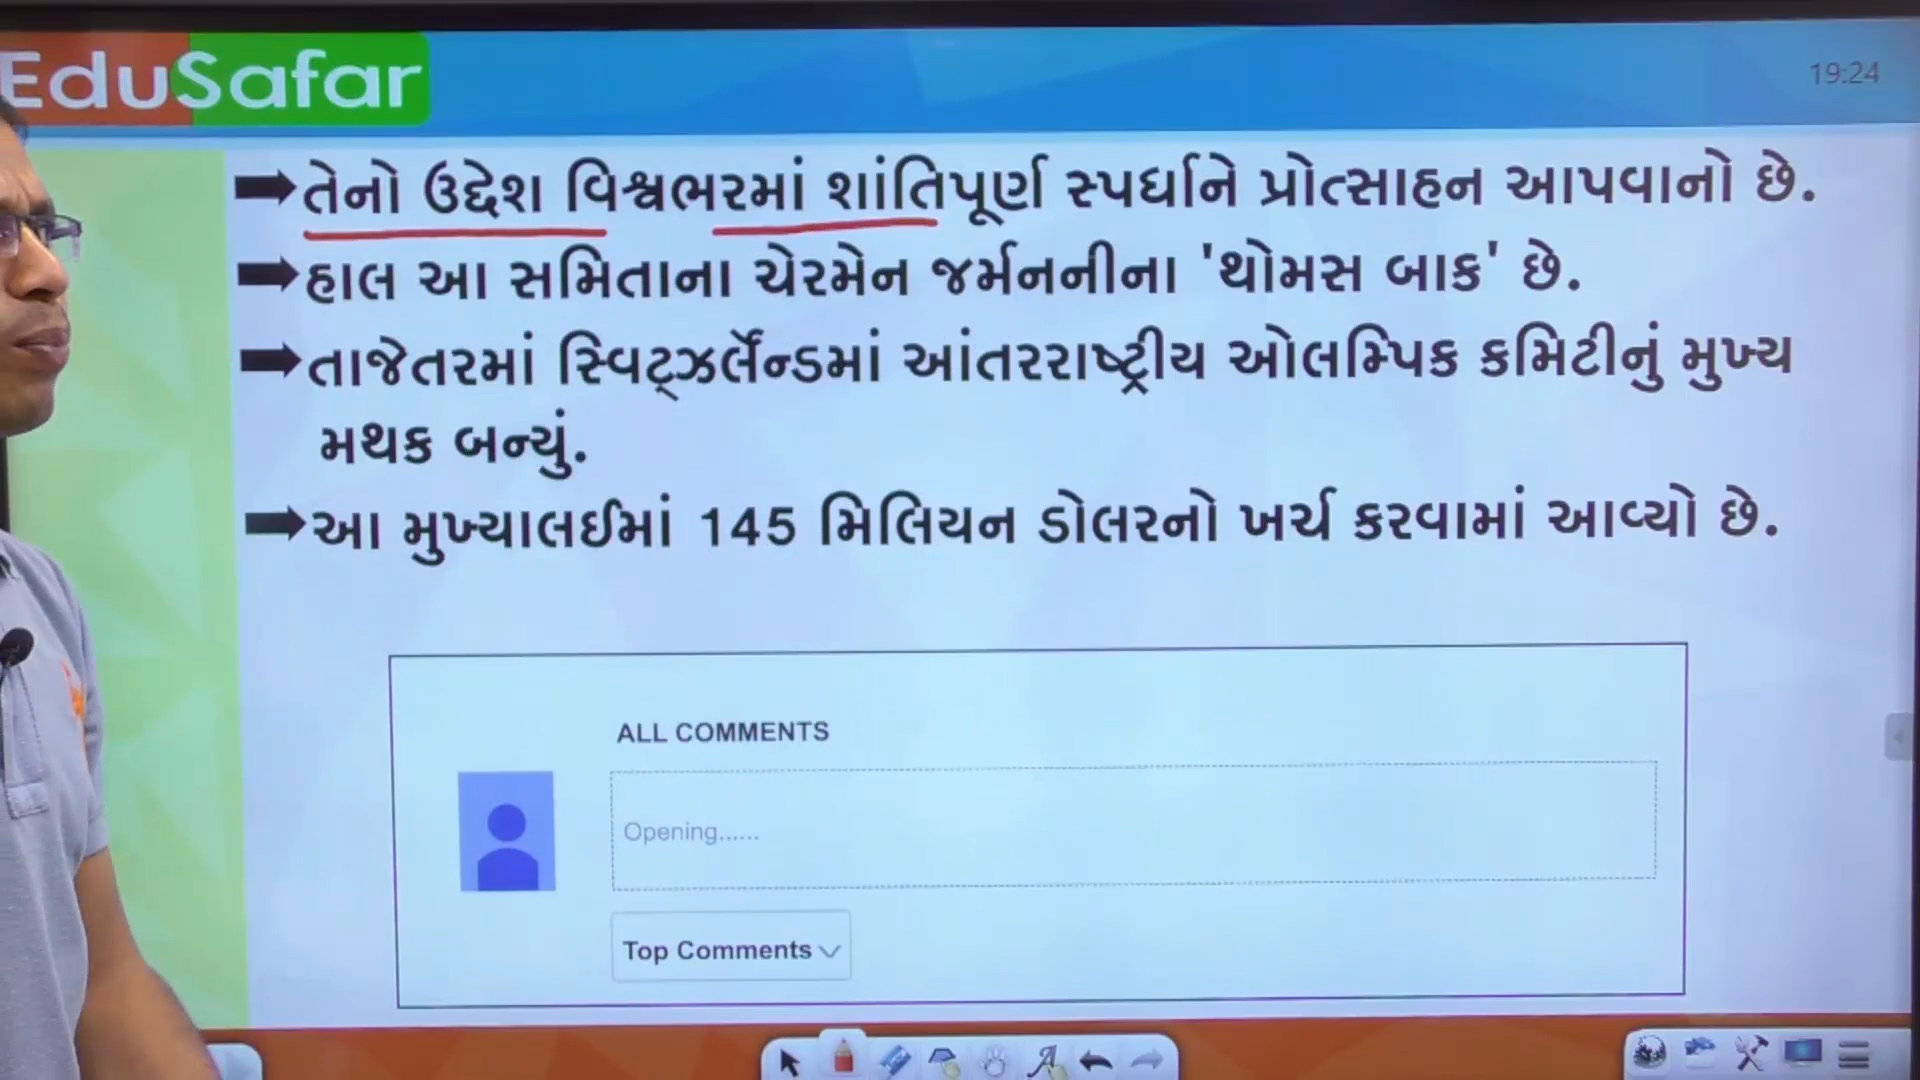 EduSafar
19:24
➡તેનો ઉદ્દેશ વિશ્વભરમાં શાંતિપૂર્ણ સ્પર્ધાને પ્રોત્સાહન આપવાનો છે.
➡હાલ આ સમિતાના ચેરમેન જર્મનનીના 'થોમસ બાક' છે.
➡તાજેતરમાં સ્વિટ્ઝર્લૅન્ડમાં આંતરરાષ્ટ્રીય ઓલમ્પિક કમિટીનું મુખ્ય
મથક બન્યું.
➡આ મુખ્યાલઈમાં 145 મિલિયન ડોલરનો ખર્ચ કરવામાં આવ્યો છે.
ALL COMMENTS
Opening......
Top Comments